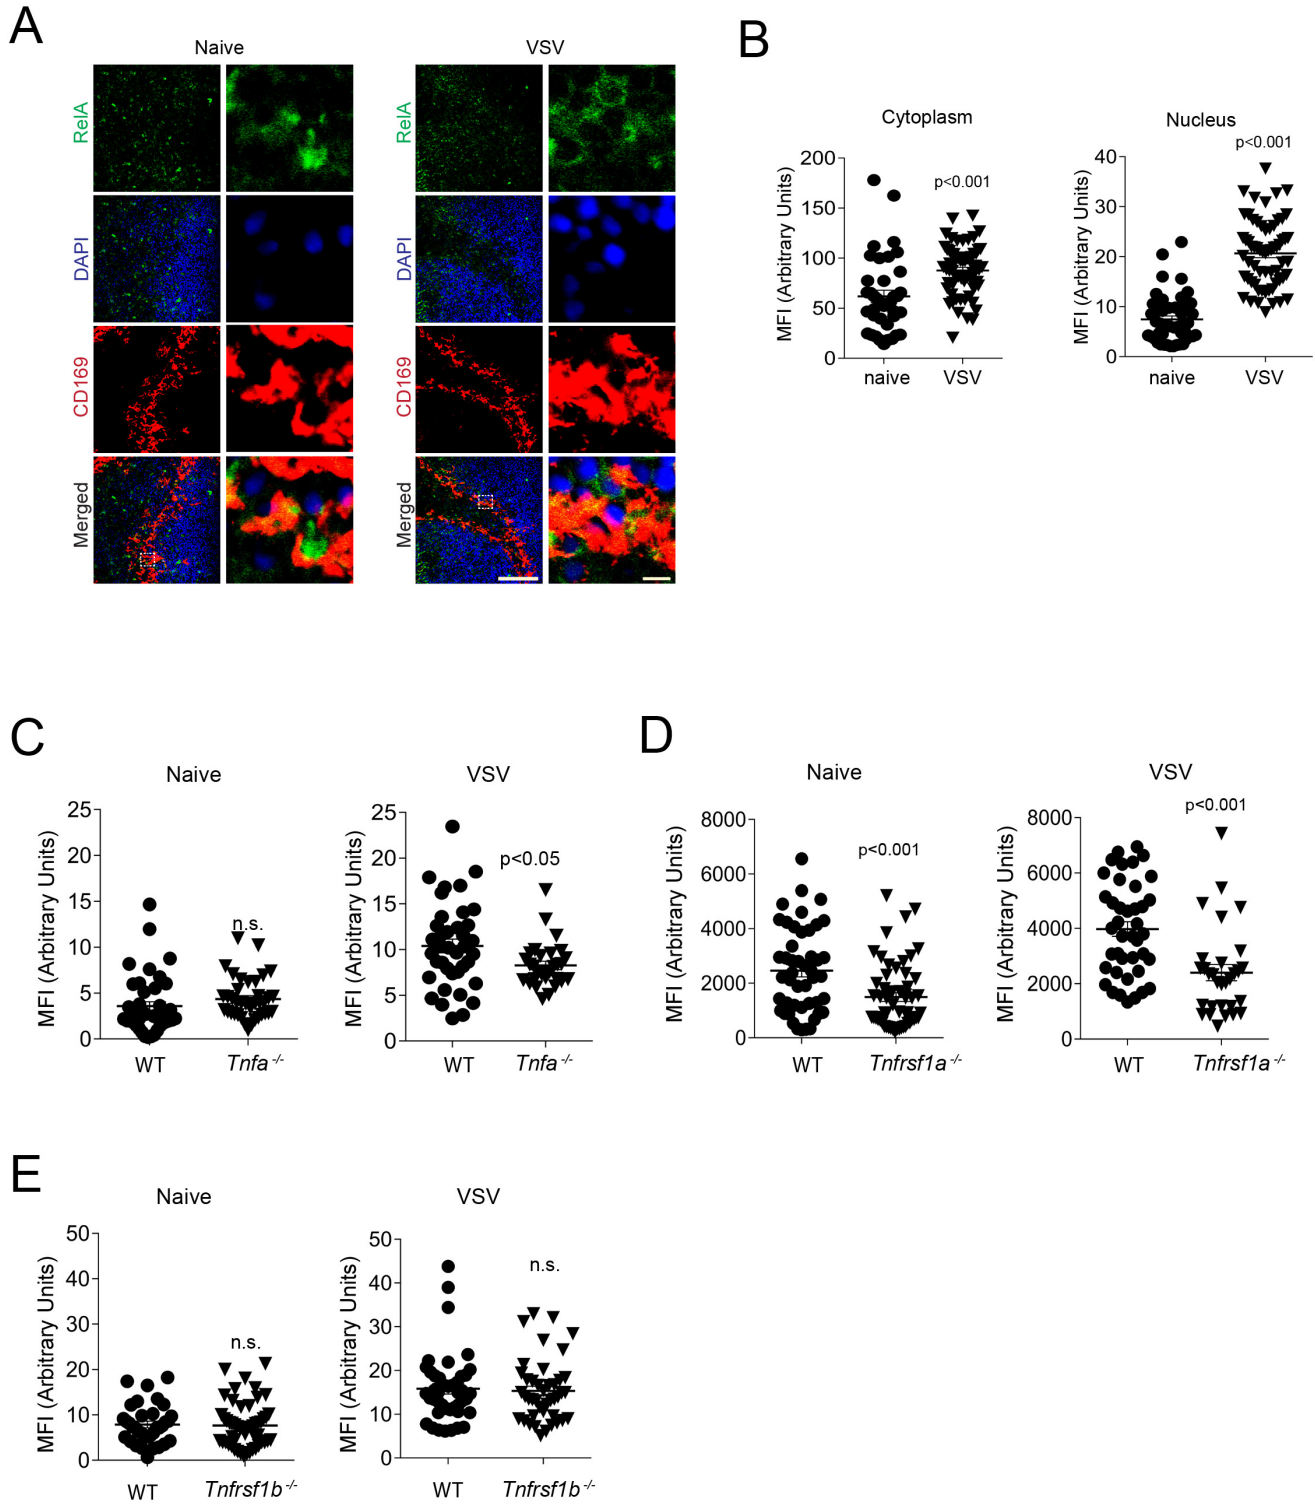 A
Naive
VSV
RelA
RelA
DAPI
DAPI
CD169
CD169
Merged
Merged
B
Cytoplasm
MFI (Arbitrary Units)
200
150
100
50
0
p<0.001
naive
VSV
Nucleus
MFI (Arbitrary Units)
40
30
20
10
0
p<0.001
naive
VSV
C
Naive
MFI (Arbitrary Units)
25
20
15
10
5
0
n.s.
WT
Tnfa -/-
VSV
MFI (Arbitrary Units)
25
20
15
10
5
0
p<0.05
WT
Tnfa -/-
D
Naive
MFI (Arbitrary Units)
8000
6000
4000
2000
0
p<0.001
WT
Tnfrsf1a -/-
VSV
MFI (Arbitrary Units)
8000
6000
4000
2000
0
p<0.001
WT
Tnfrsf1a -/-
E
Naive
MFI (Arbitrary Units)
50
40
30
20
10
0
n.s.
WT
Tnfrsf1b -/-
VSV
MFI (Arbitrary Units)
50
40
30
20
10
0
n.s.
WT
Tnfrsf1b -/-